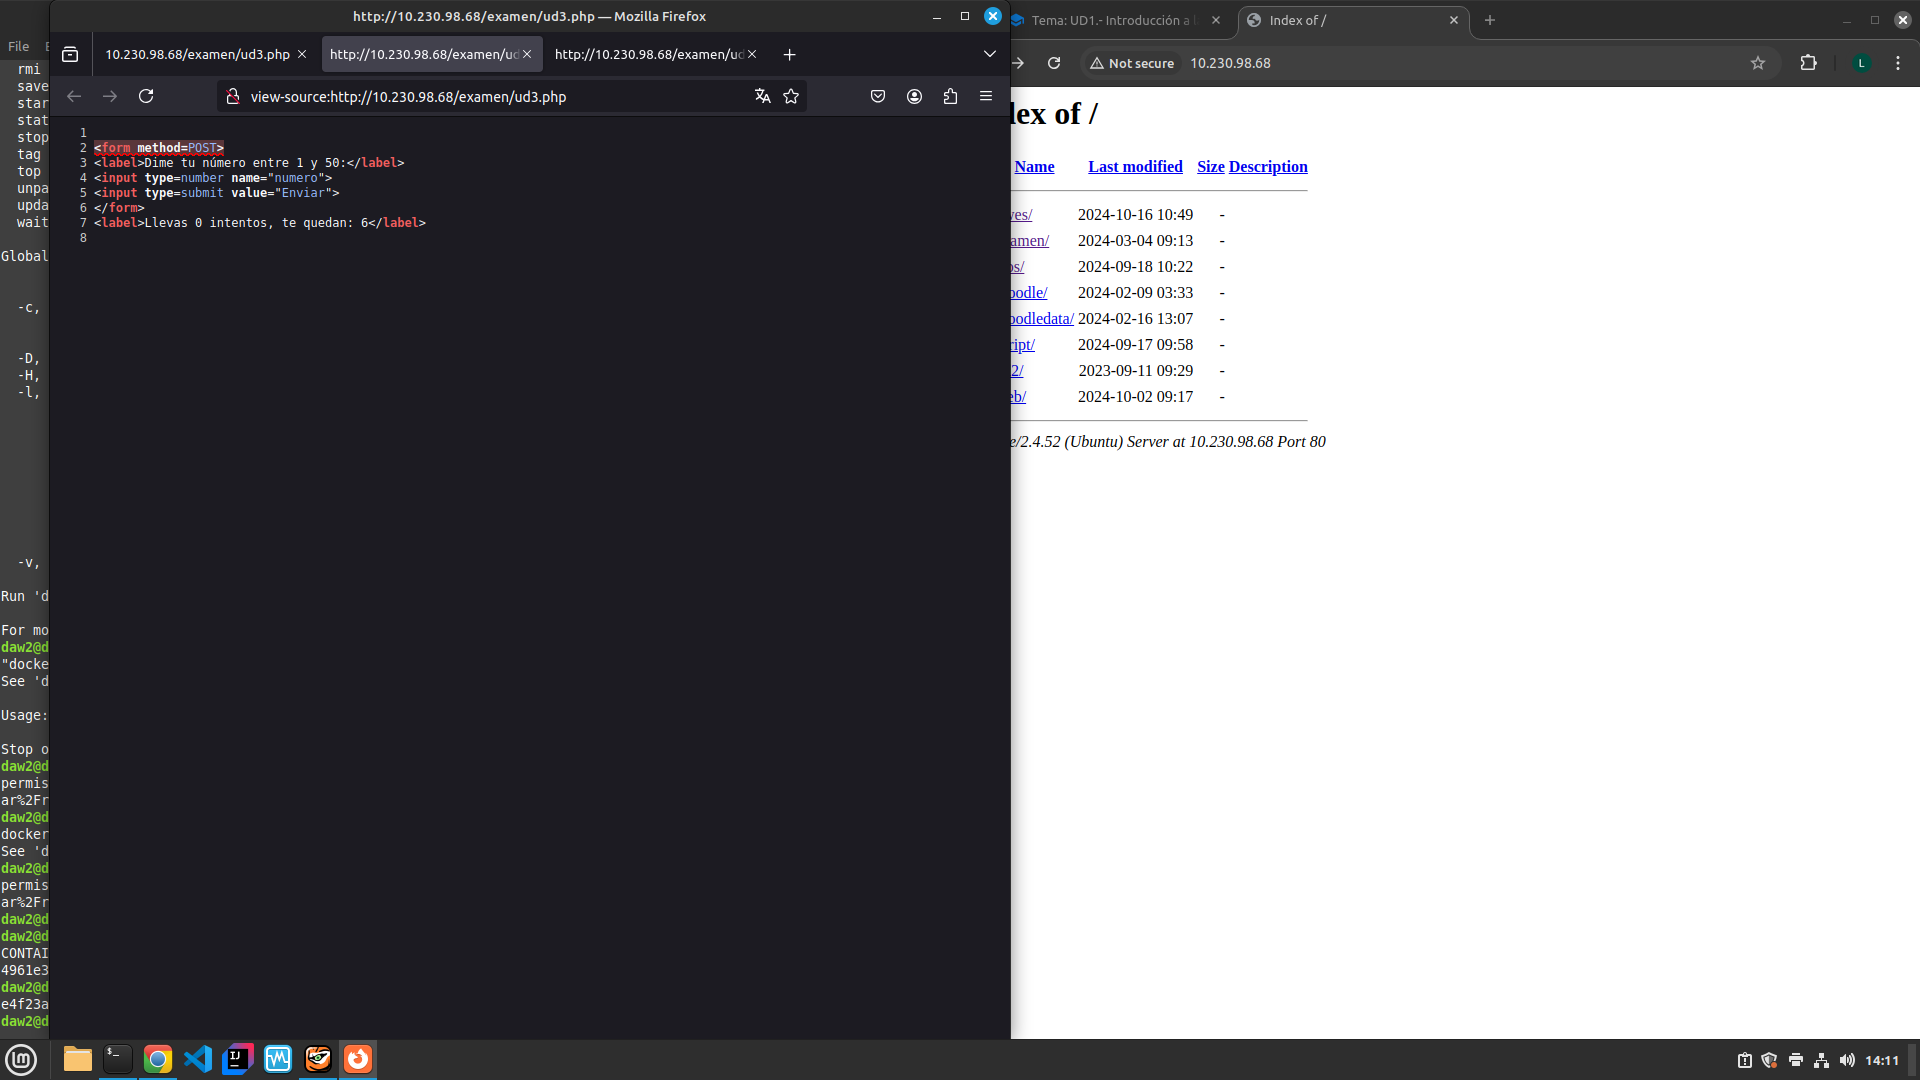 http://10.230.98.68/examen/ud3.php — Mozilla Firefox
10.230.98.68/examen/ud3.php
http://10.230.98.68/examen/ud
http://10.230.98.68/examen/ud
view-source:http://10.230.98.68/examen/ud3.php
1
2 <form method=POST>
3 <label>Dime tu número entre 1 y 50:</label>
4 <input type=number name="numero">
5 <input type=submit value="Enviar">
6 </form>
7 <label>Llevas 0 intentos, te quedan: 6</label>
8
File
rmi
save
star
stat
stop
tag
top
unpa
upda
wait
Global
-c,
-D,
-H,
-l,
-v,
Run 'd
For mo
daw2@d
"docke
See 'd
Usage:
Stop o
daw2@d
permis
ar%2Fr
daw2@d
docker
See 'd
daw2@d
permis
ar%2Fr
daw2@d
daw2@d
CONTAI
4961e3
daw2@d
e4f23a
daw2@d
Tema: UD1.- Introducción a l
Index of /
Not secure
10.230.98.68
L
dex of /
Name Last modified Size Description
ves/ 2024-10-16 10:49 -
amen/ 2024-03-04 09:13 -
os/ 2024-09-18 10:22 -
oodle/ 2024-02-09 03:33 -
oodledata/ 2024-02-16 13:07 -
ript/ 2024-09-17 09:58 -
2/ 2023-09-11 09:29 -
eb/ 2024-10-02 09:17 -
e/2.4.52 (Ubuntu) Server at 10.230.98.68 Port 80
14:11